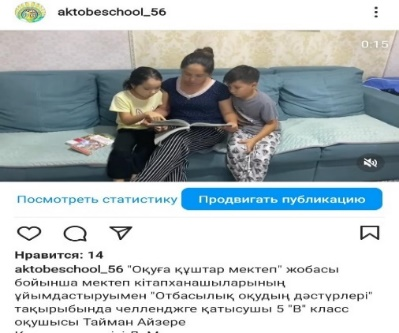 aktobeschool_56
0:15
Посмотреть статистику
Продвигать публикацию
Нравится: 14
aktobeschool_56 "Оқуға құштар мектеп" жобасы
бойынша мектеп кітапханашыларының
ұйымдастыруымен "Отбасылық оқудың дәстүрлері"
тақырыбында челленджге қатысушы 5 "В" класс
оқушысы Тайман Айзере